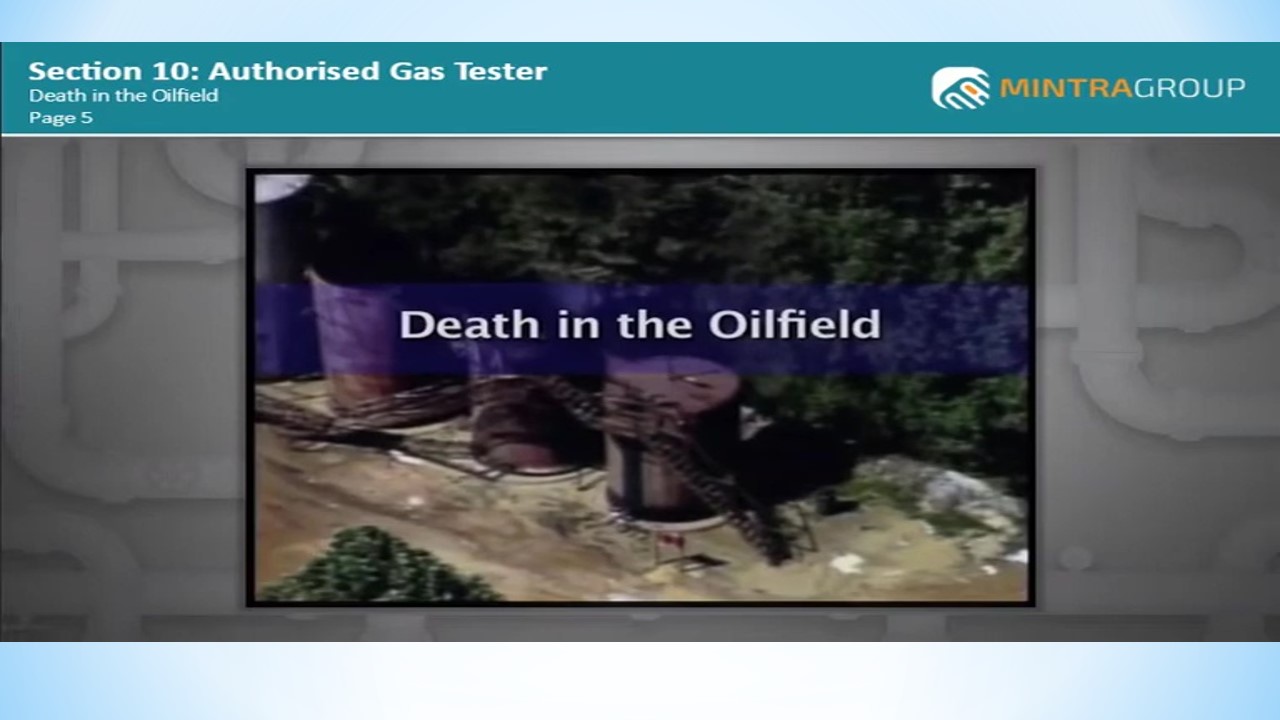 Section 10: Authorised Gas Tester
Death in the Oilfield
Page 5
MINTRAGROUP
Death in the Oilfield